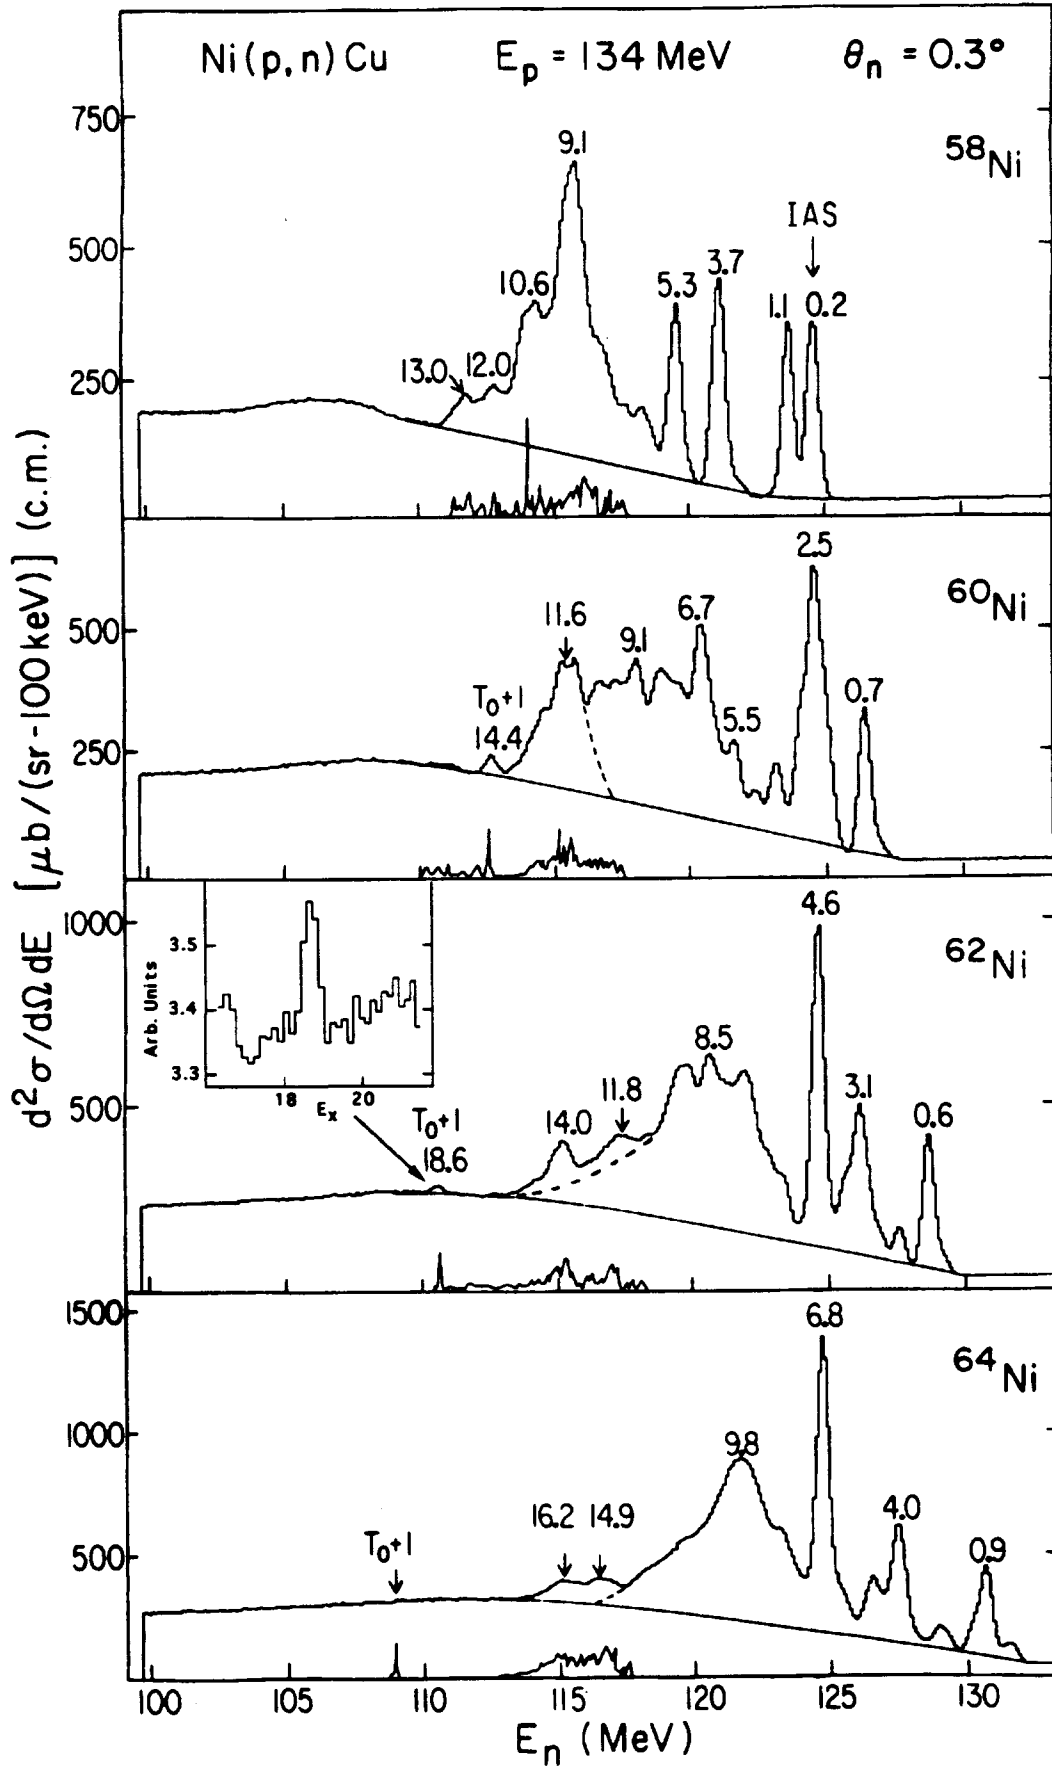 Ni(p,n)Cu   E_p = 134 MeV   θ_n = 0.3°
d²σ/dΩdE [μb/(sr-100keV)] (c.m.)
750
500
250
⁵⁸Ni
IAS
13.0 12.0 10.6 9.1 5.3 3.7 1.1 0.2
500
250
⁶⁰Ni
T₀+1
14.4 11.6 9.1 6.7 5.5 2.5 0.7
1000
500
⁶²Ni
Arb. Units
3.5
3.4
3.3
18 20
E_x
T₀+1
18.6 14.0 11.8 8.5 4.6 3.1 0.6
1500
1000
500
⁶⁴Ni
T₀+1
16.2 14.9 9.8 6.8 4.0 0.9
100 105 110 115 120 125 130
E_n (MeV)